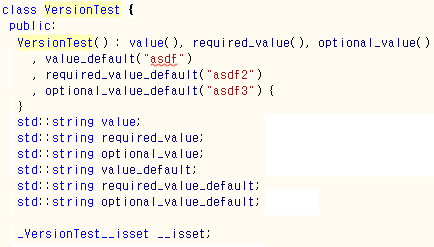 class VersionTest {
public:
VersionTest() : value(), required_value(), optional_value()
, value_default("asdf")
, required_value_default("asdf2")
, optional_value_default("asdf3") {
}
std::string value;
std::string required_value;
std::string optional_value;
std::string value_default;
std::string required_value_default;
std::string optional_value_default;
_VersionTest__isset __isset;